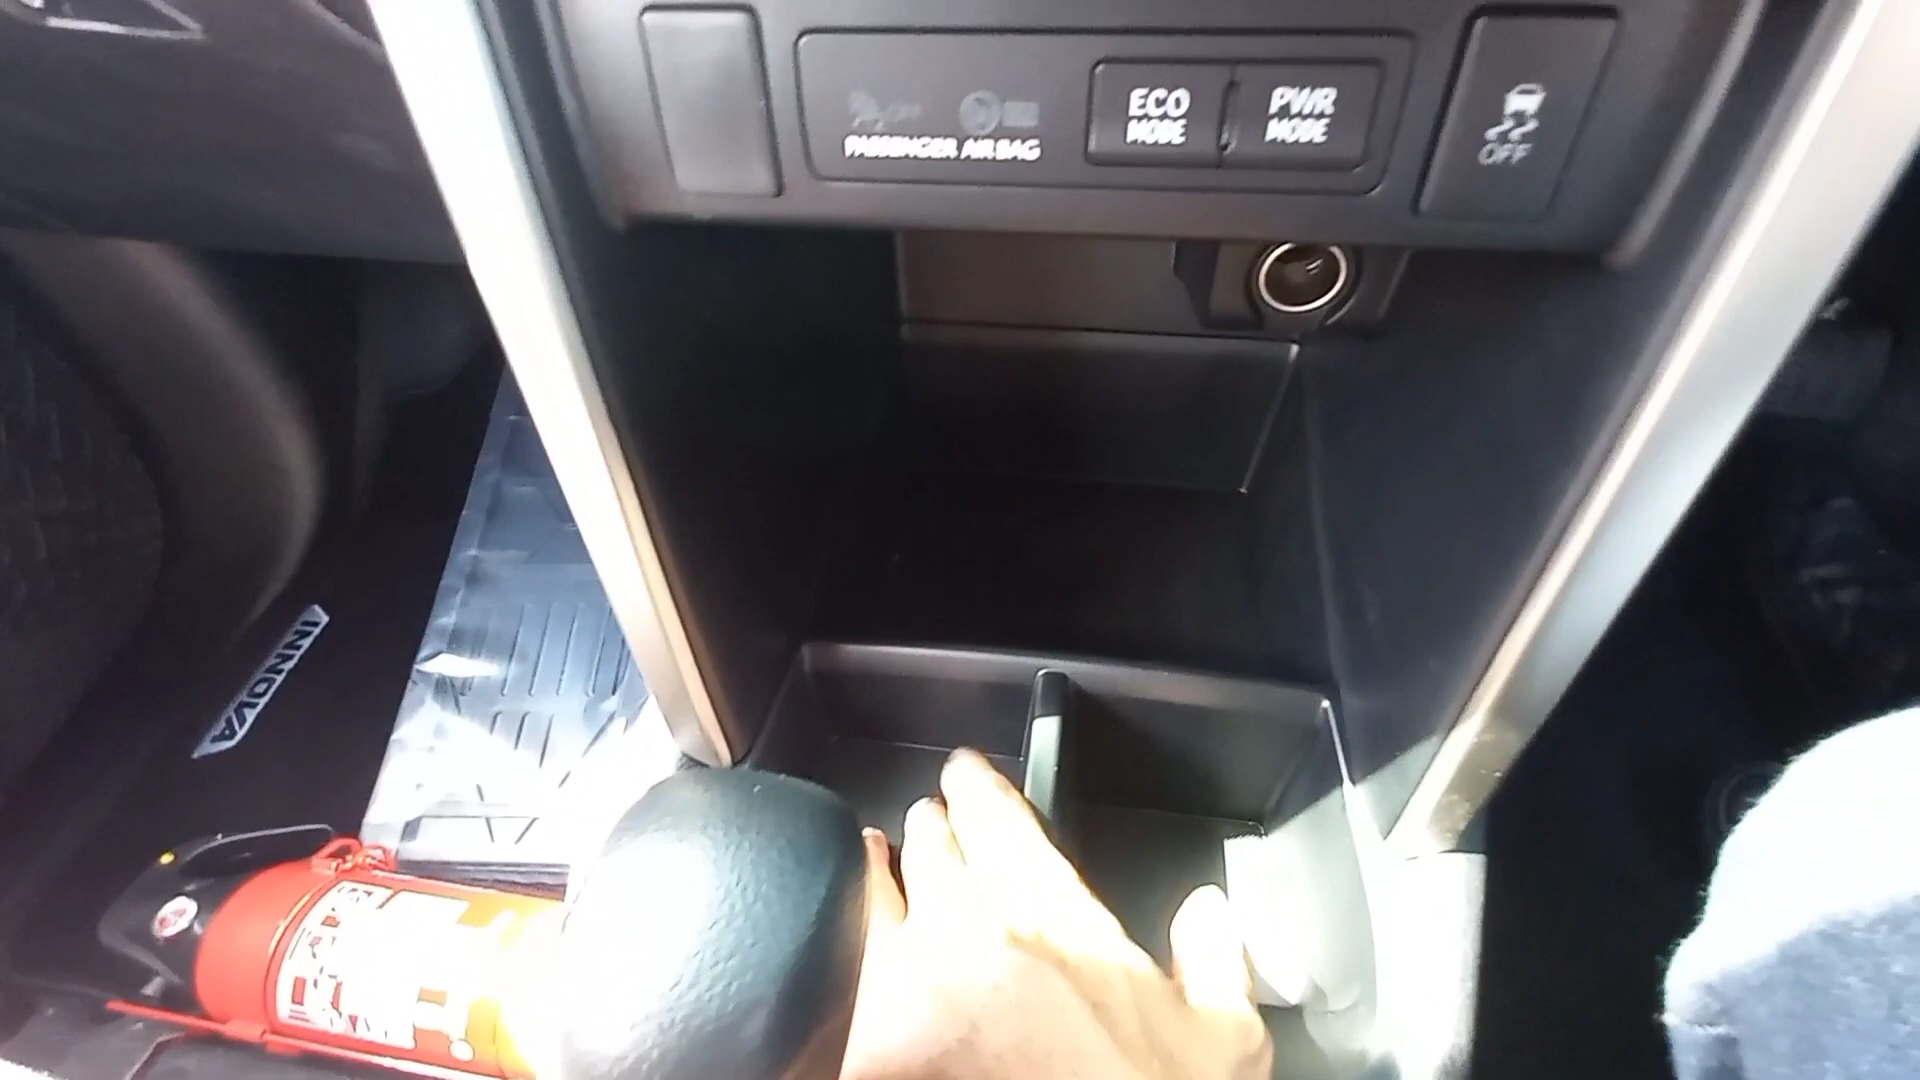 PASSENGER AIR BAG
ECO
MODE
PWR
MODE
OFF
INNOVA